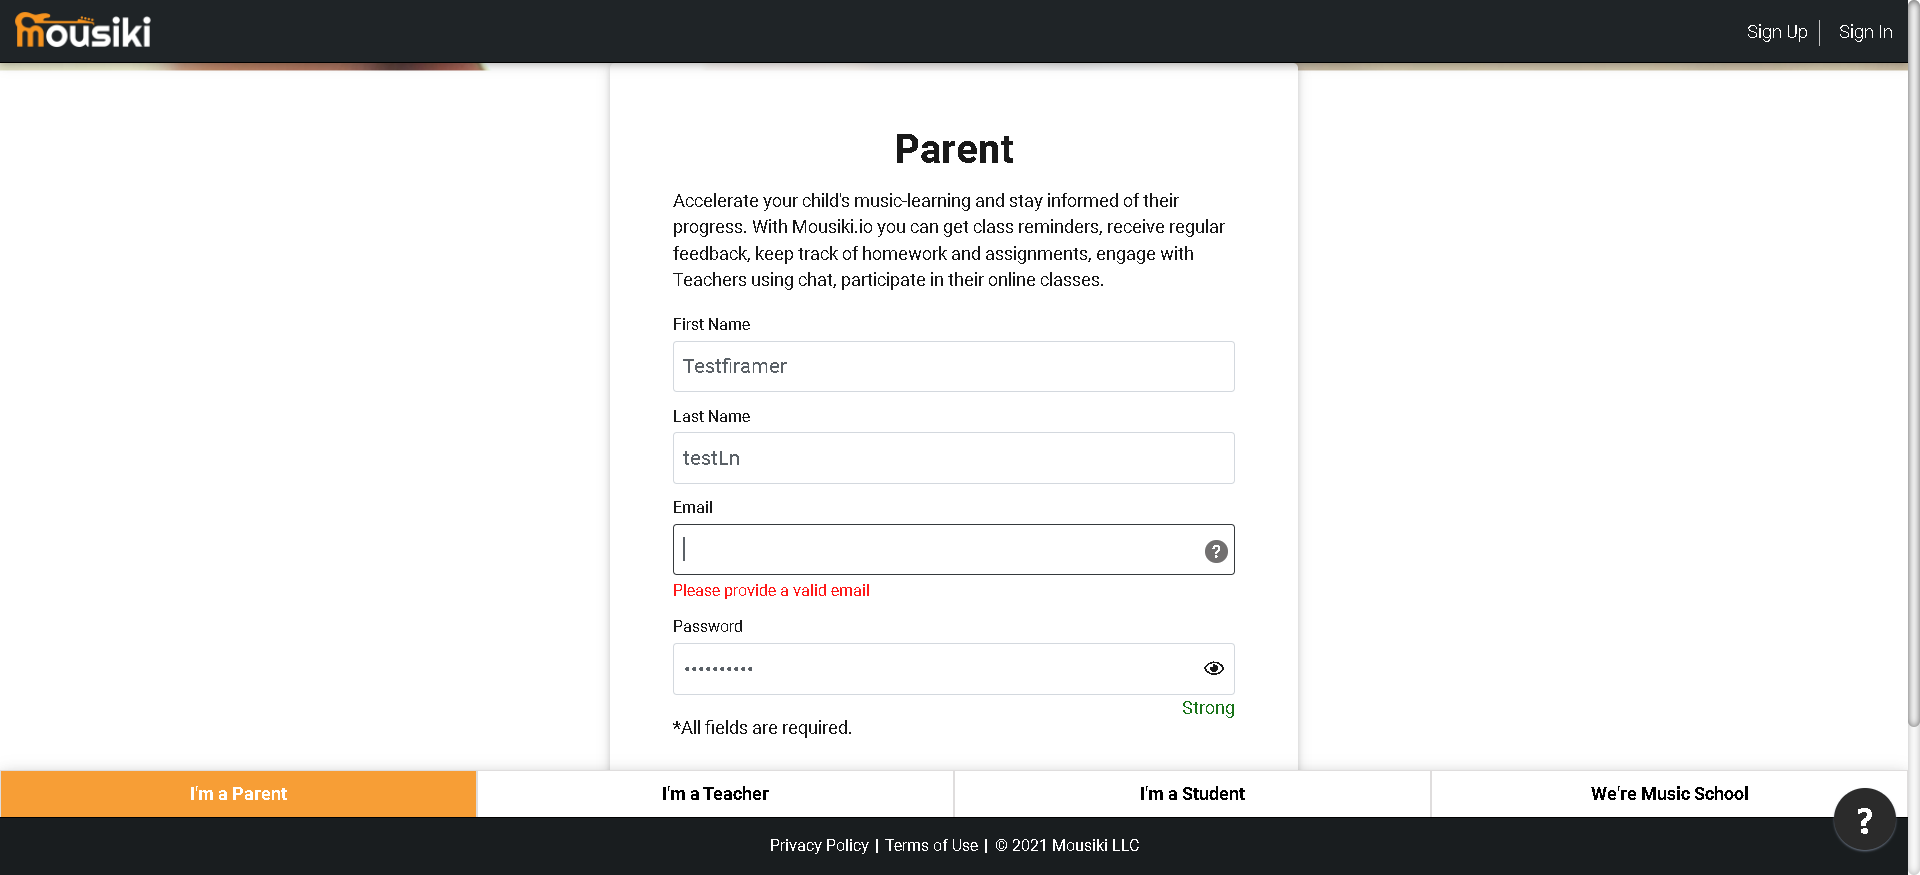 mousiki
Sign Up
Sign In
Parent
Accelerate your child's music-learning and stay informed of their
progress. With Mousiki.io you can get class reminders, receive regular
feedback, keep track of homework and assignments, engage with
Teachers using chat, participate in their online classes.
First Name
Testfiramer
Last Name
testLn
Email
?
Please provide a valid email
Password
••••••••••
Strong
*All fields are required.
I'm a Parent
I'm a Teacher
I'm a Student
We're Music School
?
Privacy Policy | Terms of Use | © 2021 Mousiki LLC